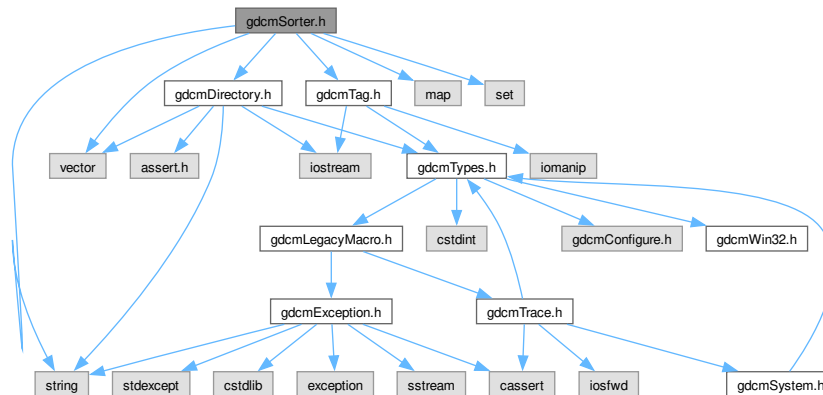 gdcmSorter.h
gdcmDirectory.h
gdcmTag.h
map
set
vector
assert.h
iostream
gdcmTypes.h
iomanip
gdcmLegacyMacro.h
cstdint
gdcmConfigure.h
gdcmWin32.h
gdcmException.h
gdcmTrace.h
string
stdexcept
cstdlib
exception
sstream
cassert
iosfwd
gdcmSystem.h